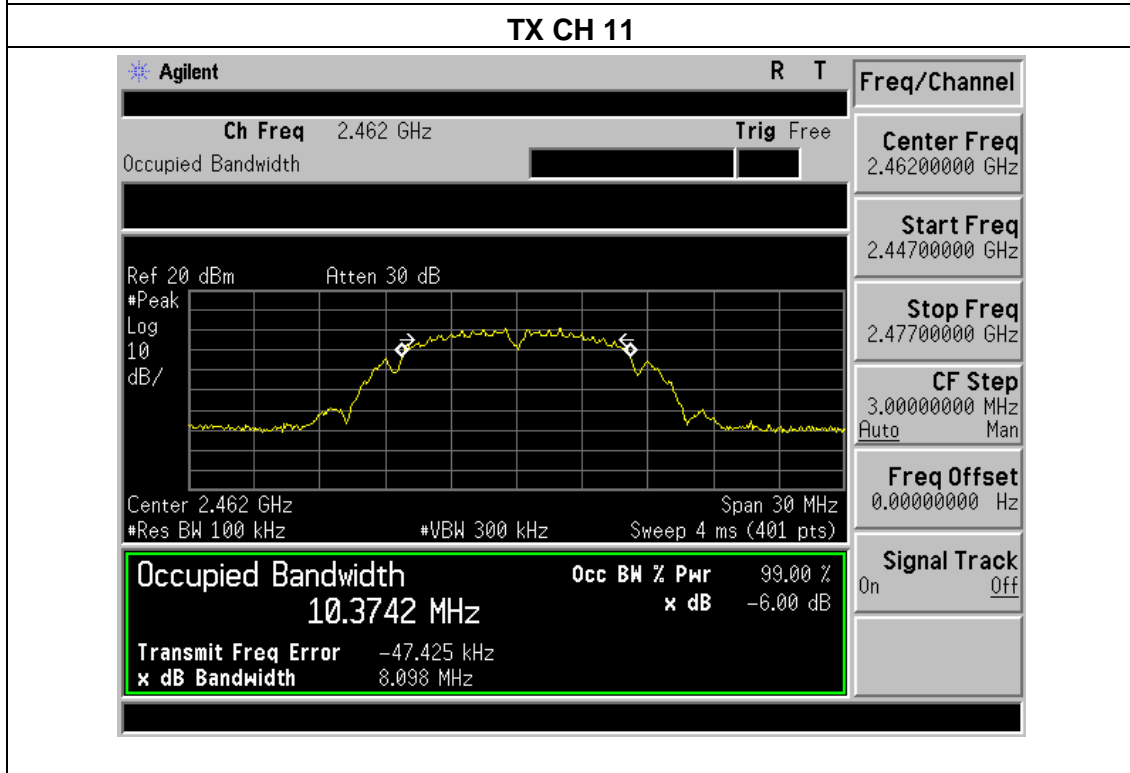 TX CH 11
Agilent R T
Ch Freq 2.462 GHz Trig Free
Occupied Bandwidth
Ref 20 dBm Atten 30 dB
#Peak
Log
10
dB/
Center 2.462 GHz Span 30 MHz
#Res BW 100 kHz #VBW 300 kHz Sweep 4 ms (401 pts)
Occupied Bandwidth Occ BW % Pwr 99.00 %
10.3742 MHz x dB -6.00 dB
Transmit Freq Error -47.425 kHz
x dB Bandwidth 8.098 MHz
Freq/Channel
Center Freq
2.46200000 GHz
Start Freq
2.44700000 GHz
Stop Freq
2.47700000 GHz
CF Step
3.00000000 MHz
Auto Man
Freq Offset
0.00000000 Hz
Signal Track
On Off